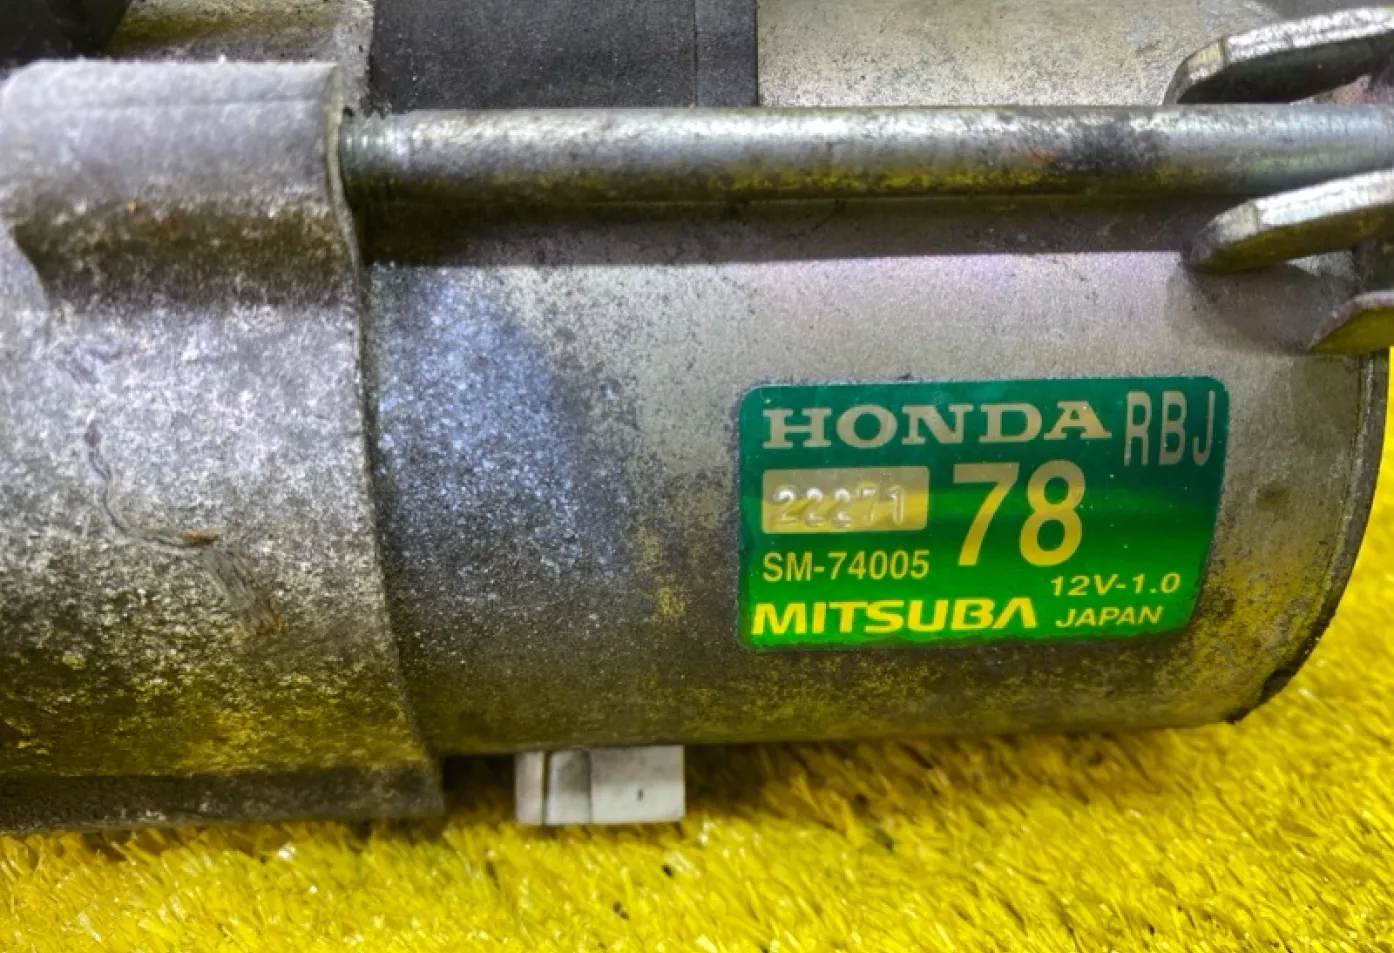 HONDA RBJ
22271 78
SM-74005
12V-1.0
MITSUBA JAPAN